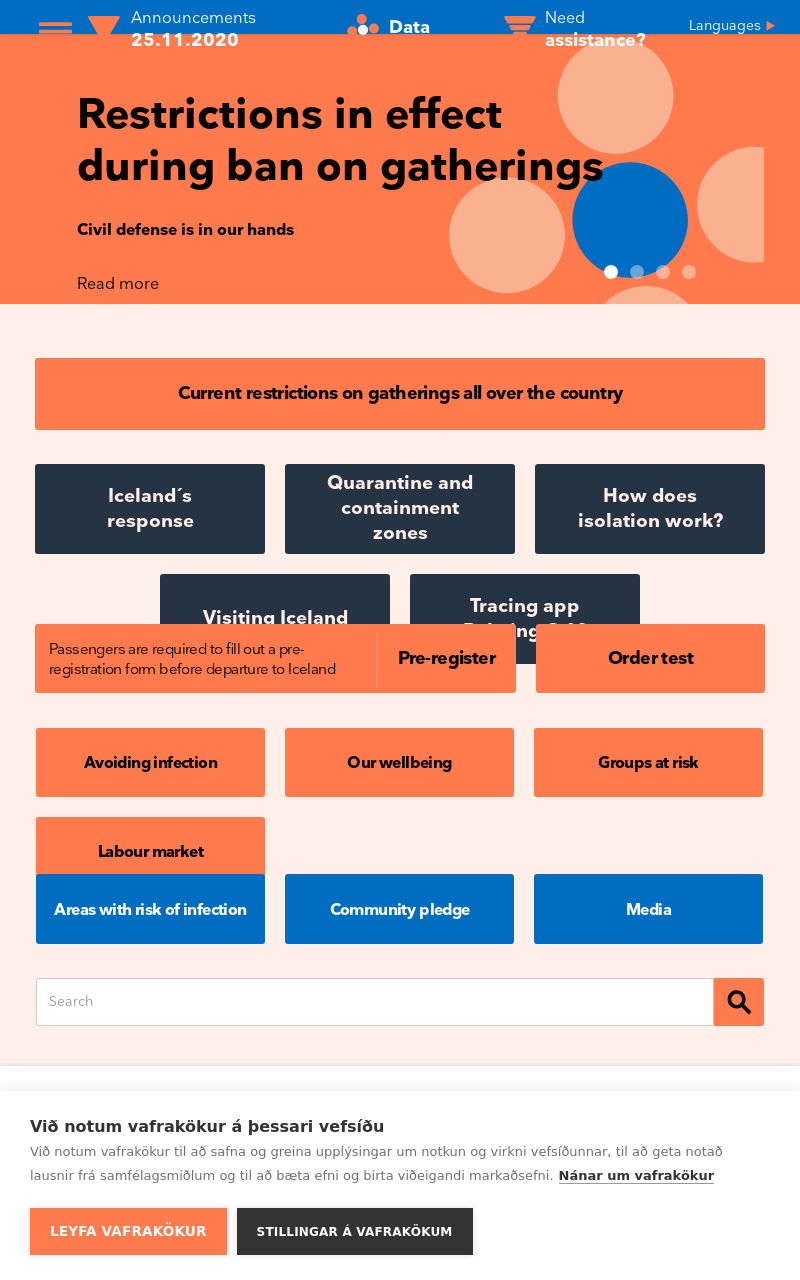 Announcements
25.11.2020
Data
Need
assistance?
Languages
Restrictions in effect
during ban on gatherings
Civil defense is in our hands
Read more
Current restrictions on gatherings all over the country
Iceland´s
response
Quarantine and
containment
zones
How does
isolation work?
Visiting Iceland
Tracing app
Passengers are required to fill out a pre-
registration form before departure to Iceland
Pre-register
Order test
Avoiding infection
Our wellbeing
Groups at risk
Labour market
Areas with risk of infection
Community pledge
Media
Search
Við notum vafrakökur á þessari vefsíðu
Við notum vafrakökur til að safna og greina upplýsingar um notkun og virkni vefsíðunnar, til að geta notað
lausnir frá samfélagsmiðlum og til að bæta efni og birta viðeigandi markaðsefni. Nánar um vafrakökur
LEYFA VAFRAKÖKUR
STILLINGAR Á VAFRAKÖKUM